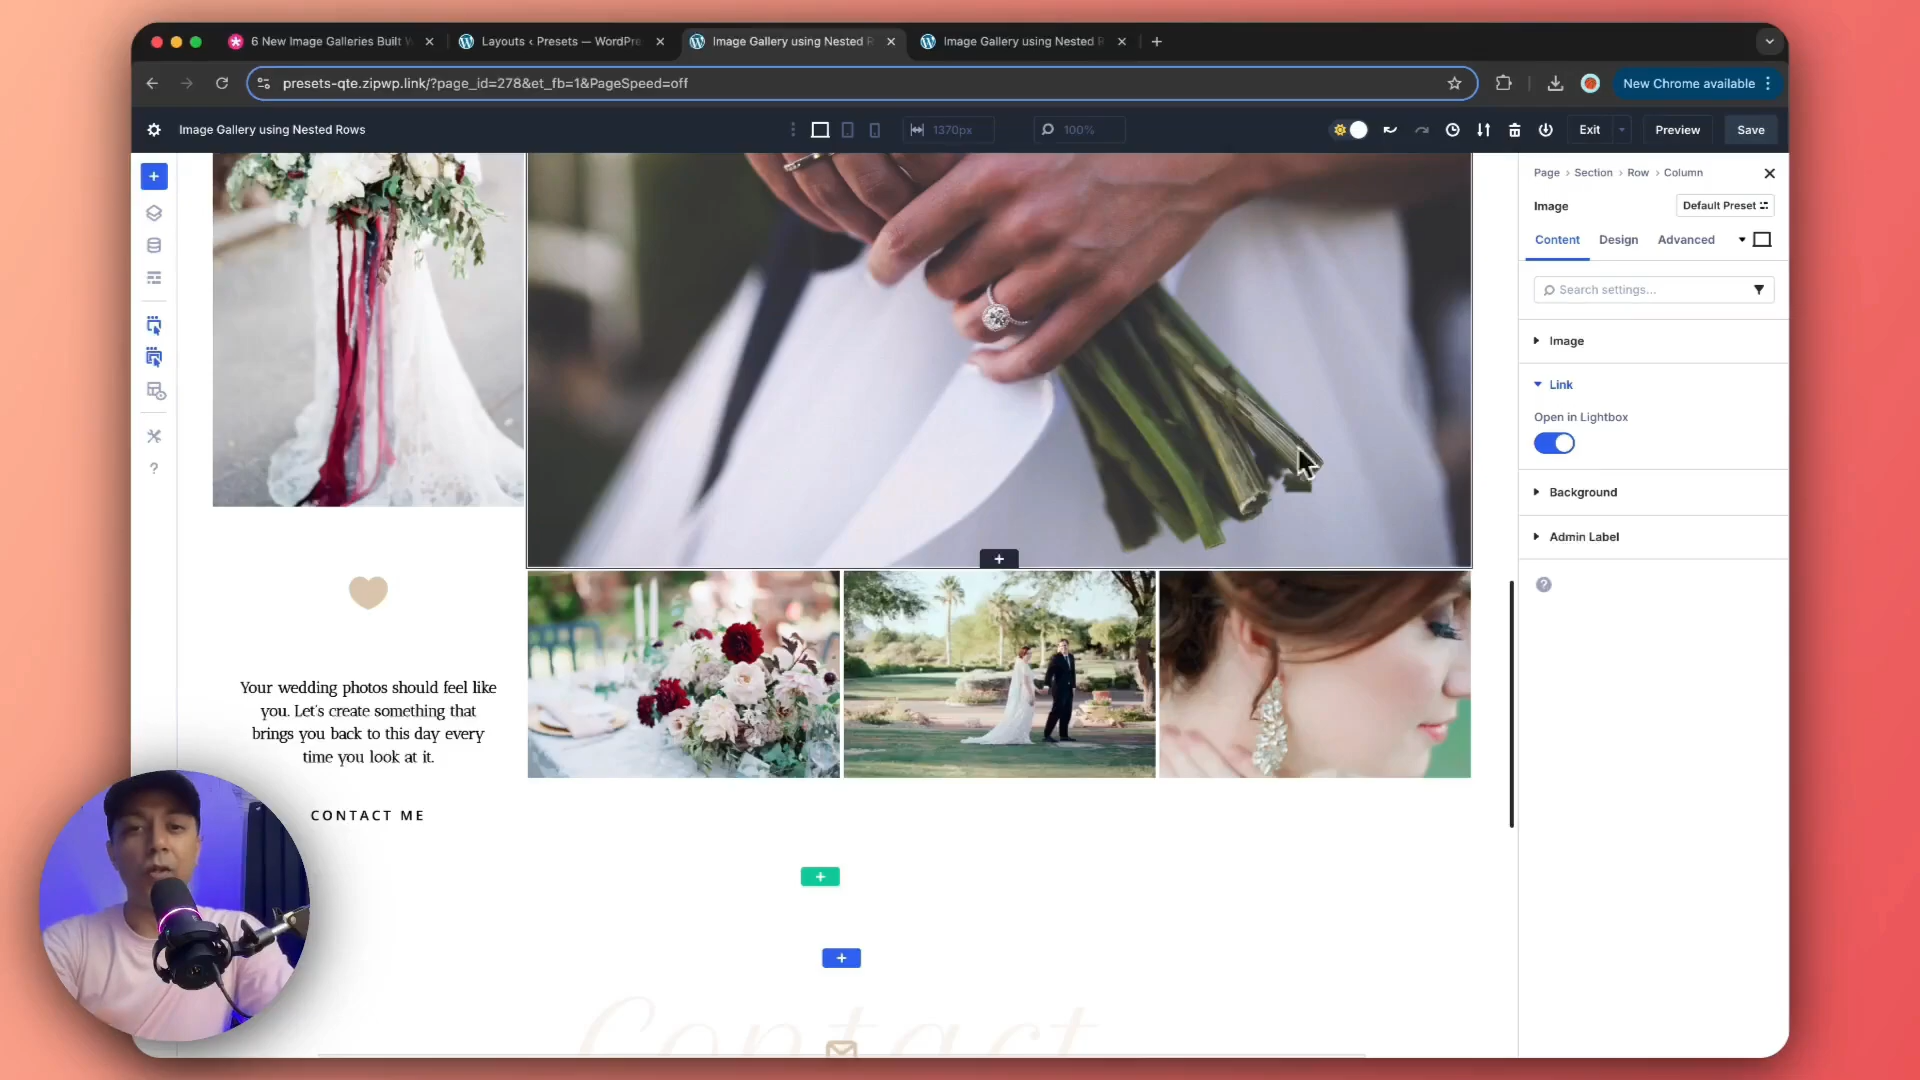 6 New Image Galleries Built W
Layouts ‹ Presets — WordPre
Image Gallery using Nested R
Image Gallery using Nested R
presets-qte.zipwp.link/?page_id=278&et_fb=1&PageSpeed=off
New Chrome available
Image Gallery using Nested Rows
1370px
100%
Exit
Preview
Save
Page › Section › Row › Column
Image
Default Preset
Content
Design
Advanced
Search settings...
Image
Link
Open in Lightbox
Background
Admin Label
Your wedding photos should feel like
you. Let's create something that
brings you back to this day every
time you look at it.
CONTACT ME
Contact